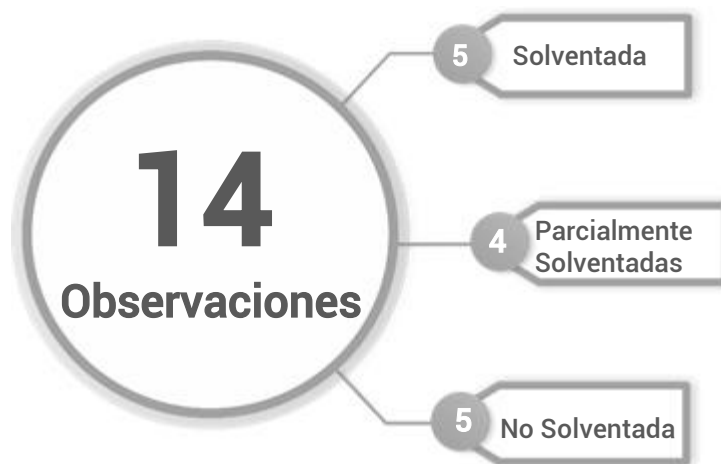 14
Observaciones
5 Solventada
4 Parcialmente
Solventadas
5 No Solventada